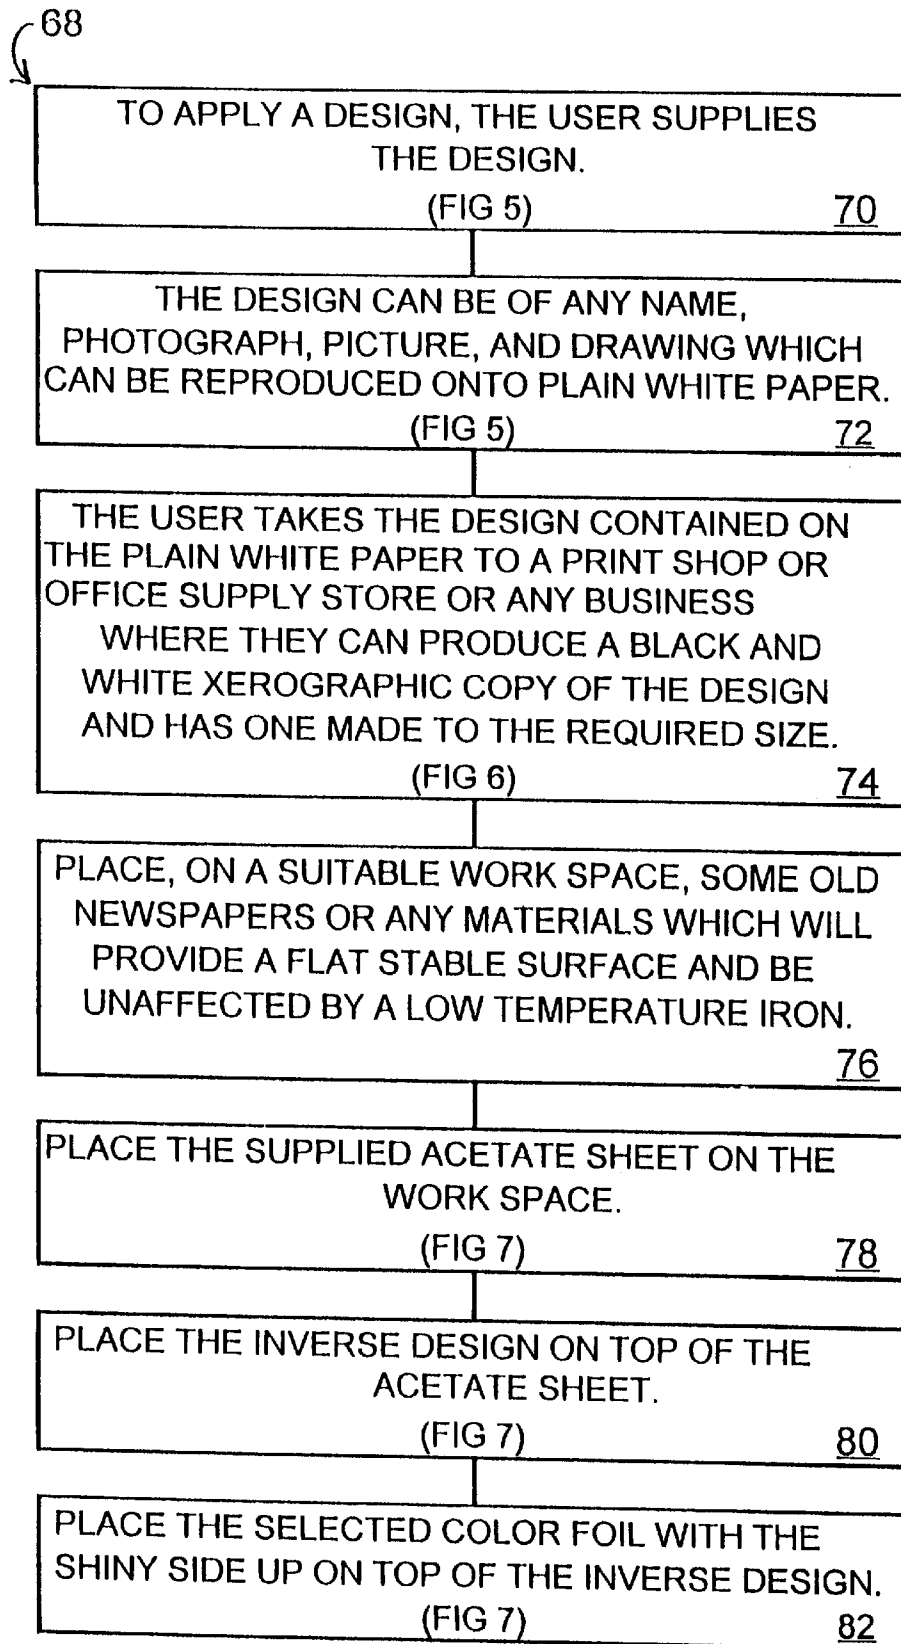 68
TO APPLY A DESIGN, THE USER SUPPLIES
THE DESIGN.
(FIG 5) 70
THE DESIGN CAN BE OF ANY NAME,
PHOTOGRAPH, PICTURE, AND DRAWING WHICH
CAN BE REPRODUCED ONTO PLAIN WHITE PAPER.
(FIG 5) 72
THE USER TAKES THE DESIGN CONTAINED ON
THE PLAIN WHITE PAPER TO A PRINT SHOP OR
OFFICE SUPPLY STORE OR ANY BUSINESS
WHERE THEY CAN PRODUCE A BLACK AND
WHITE XEROGRAPHIC COPY OF THE DESIGN
AND HAS ONE MADE TO THE REQUIRED SIZE.
(FIG 6) 74
PLACE, ON A SUITABLE WORK SPACE, SOME OLD
NEWSPAPERS OR ANY MATERIALS WHICH WILL
PROVIDE A FLAT STABLE SURFACE AND BE
UNAFFECTED BY A LOW TEMPERATURE IRON.
76
PLACE THE SUPPLIED ACETATE SHEET ON THE
WORK SPACE.
(FIG 7) 78
PLACE THE INVERSE DESIGN ON TOP OF THE
ACETATE SHEET.
(FIG 7) 80
PLACE THE SELECTED COLOR FOIL WITH THE
SHINY SIDE UP ON TOP OF THE INVERSE DESIGN.
(FIG 7) 82